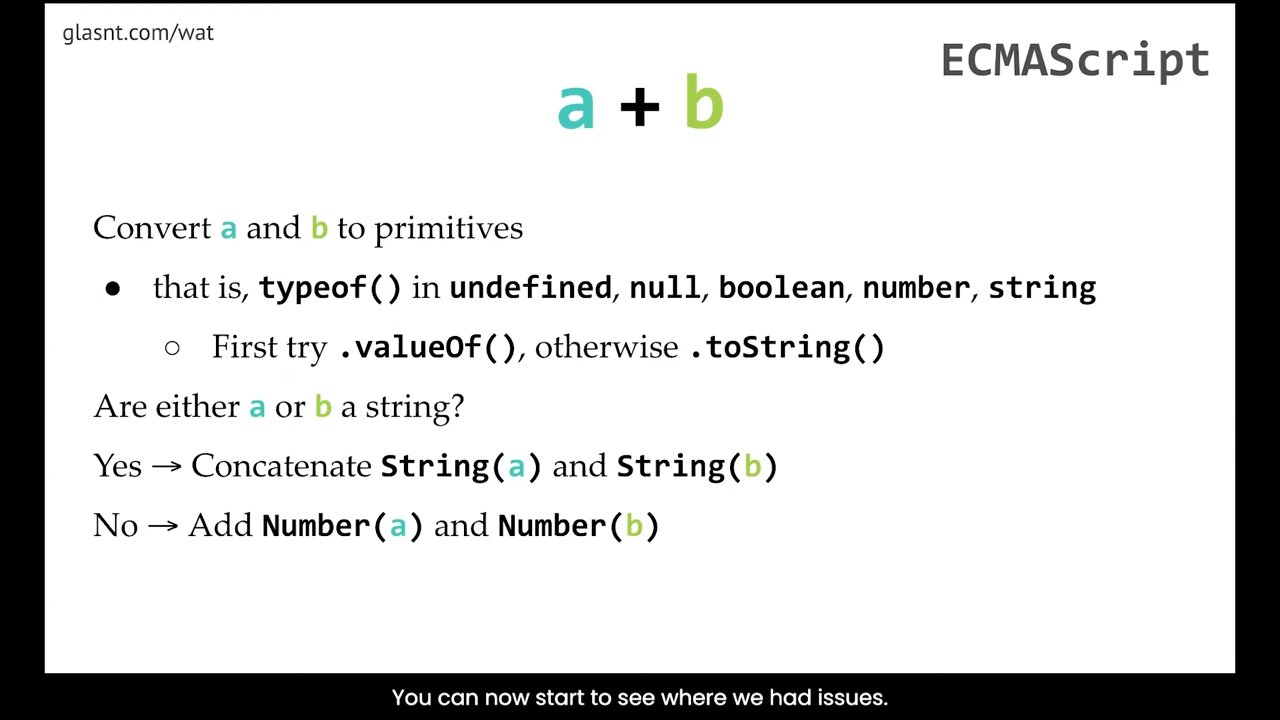 glasnt.com/wat
ECMAScript
a + b
Convert a and b to primitives
● that is, typeof() in undefined, null, boolean, number, string
○ First try .valueOf(), otherwise .toString()
Are either a or b a string?
Yes → Concatenate String(a) and String(b)
No → Add Number(a) and Number(b)
You can now start to see where we had issues.